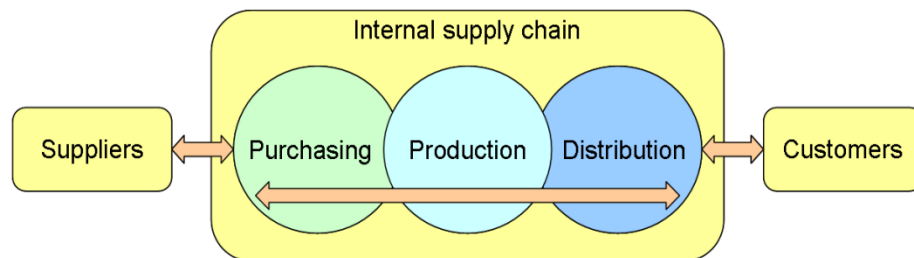 Internal supply chain
Suppliers
Purchasing
Production
Distribution
Customers